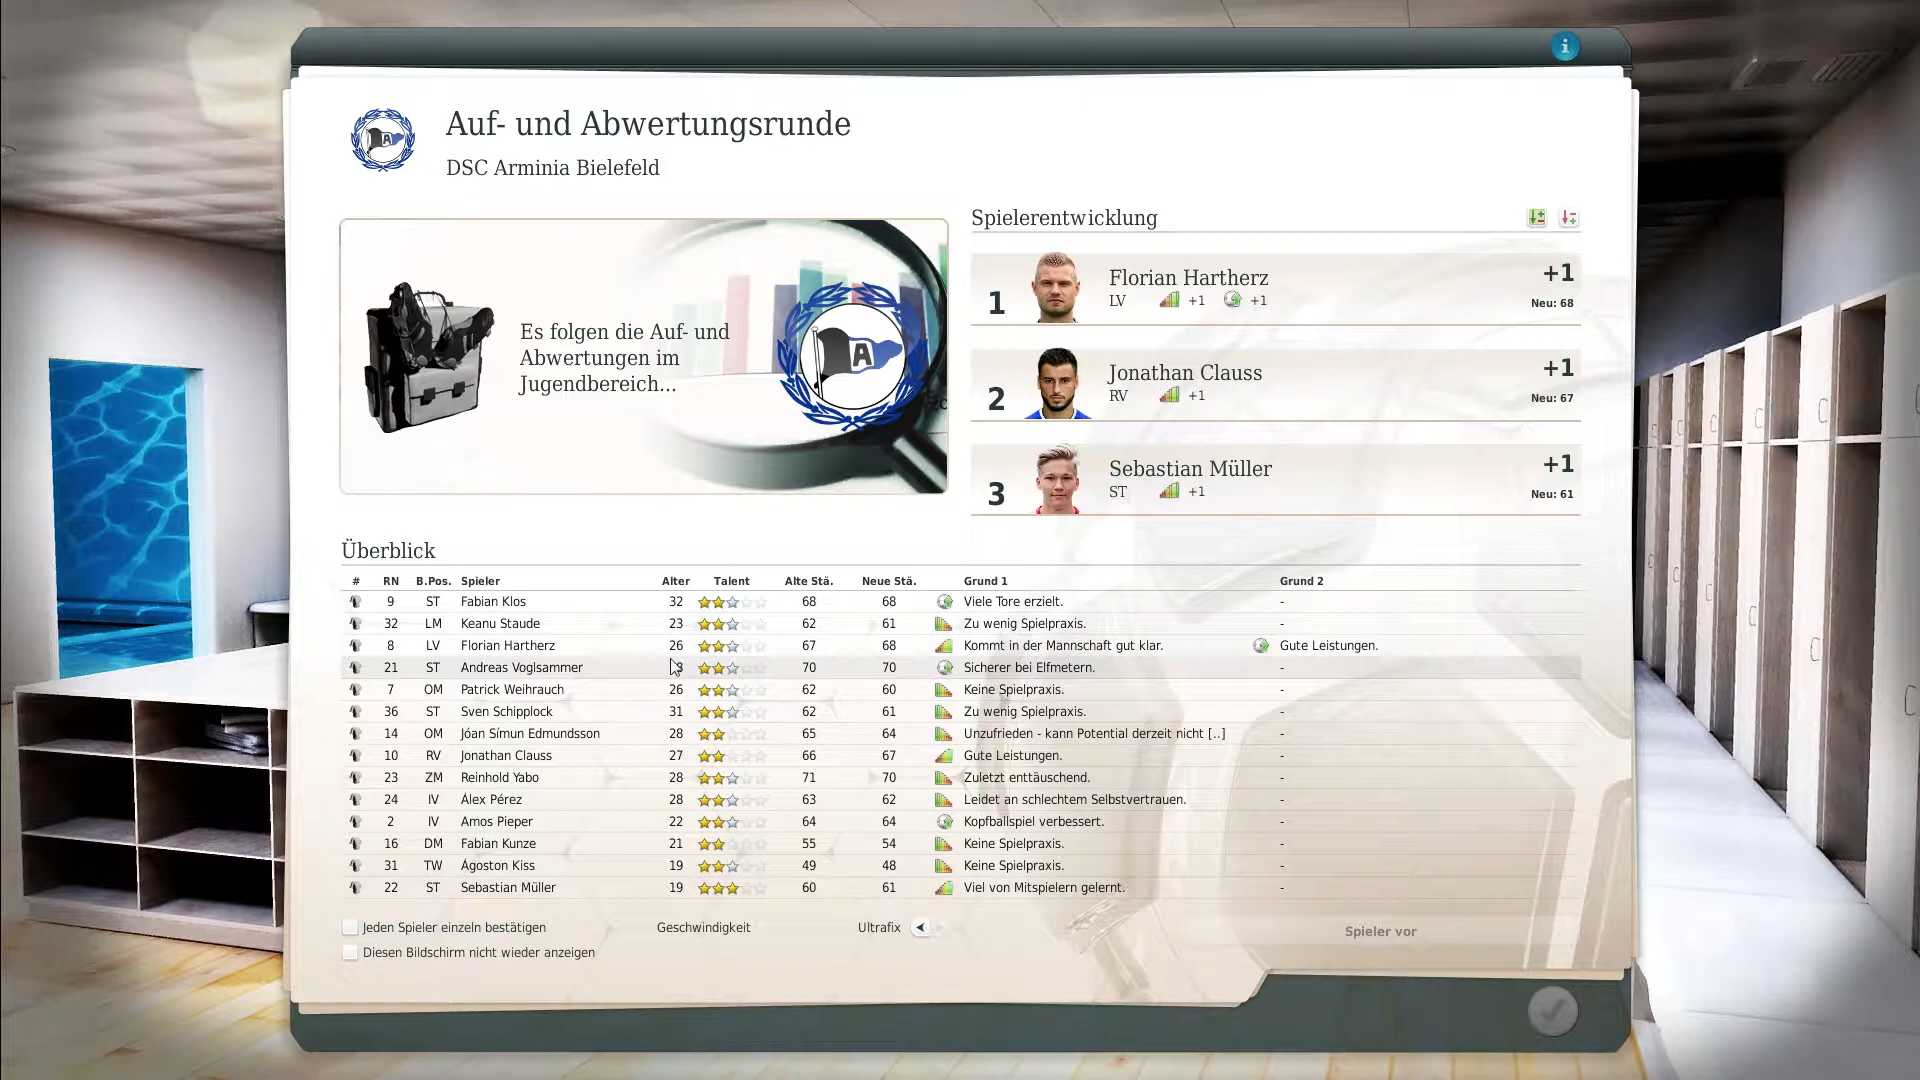 i
Auf- und Abwertungsrunde
DSC Arminia Bielefeld
Es folgen die Auf- und
Abwertungen im
Jugendbereich...
A
Spielerentwicklung
1 Florian Hartherz +1
LV +1 +1 Neu: 68
2 Jonathan Clauss +1
RV +1 Neu: 67
3 Sebastian Müller +1
ST +1 Neu: 61
Überblick
# RN B.Pos. Spieler Alter Talent Alte Stä. Neue Stä. Grund 1 Grund 2
9 ST Fabian Klos 32 68 68 Viele Tore erzielt. -
32 LM Keanu Staude 23 62 61 Zu wenig Spielpraxis. -
8 LV Florian Hartherz 26 67 68 Kommt in der Mannschaft gut klar. Gute Leistungen.
21 ST Andreas Voglsammer 70 70 Sicherer bei Elfmetern. -
7 OM Patrick Weihrauch 26 62 60 Keine Spielpraxis. -
36 ST Sven Schipplock 31 62 61 Zu wenig Spielpraxis. -
14 OM Jóan Símun Edmundsson 28 65 64 Unzufrieden - kann Potential derzeit nicht [..] -
10 RV Jonathan Clauss 27 66 67 Gute Leistungen. -
23 ZM Reinhold Yabo 28 71 70 Zuletzt enttäuschend. -
24 IV Álex Pérez 28 63 62 Leidet an schlechtem Selbstvertrauen. -
2 IV Amos Pieper 22 64 64 Kopfballspiel verbessert. -
16 DM Fabian Kunze 21 55 54 Keine Spielpraxis. -
31 TW Agoston Kiss 19 49 48 Keine Spielpraxis. -
22 ST Sebastian Müller 19 60 61 Viel von Mitspielern gelernt. -
Jeden Spieler einzeln bestätigen Geschwindigkeit Ultrafix Spieler vor
Diesen Bildschirm nicht wieder anzeigen